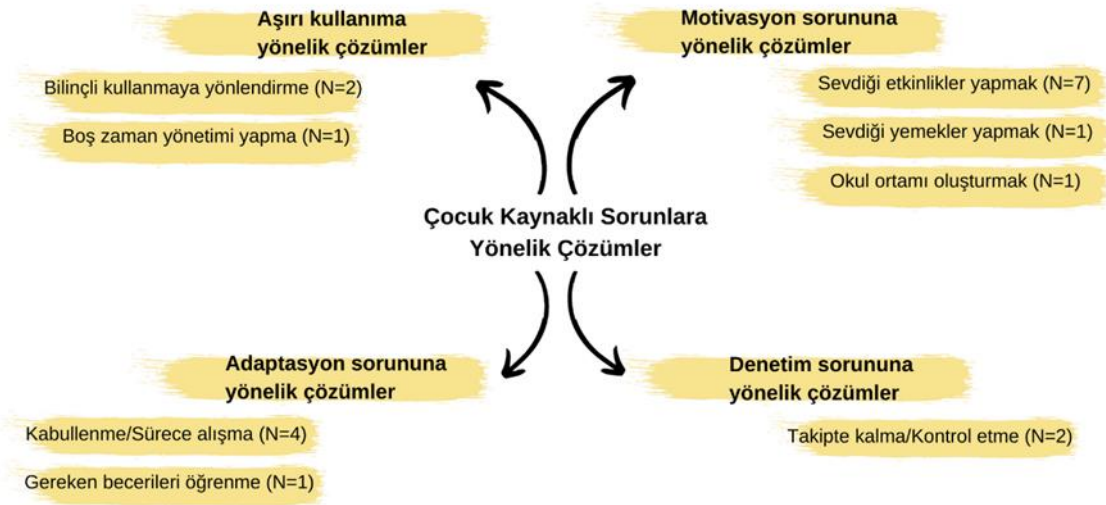 Aşırı kullanıma
yönelik çözümler
Bilinçli kullanmaya yönlendirme (N=2)
Boş zaman yönetimi yapma (N=1)
Motivasyon sorununa
yönelik çözümler
Sevdiği etkinlikler yapmak (N=7)
Sevdiği yemekler yapmak (N=1)
Okul ortamı oluşturmak (N=1)
Çocuk Kaynaklı Sorunlara
Yönelik Çözümler
Adaptasyon sorununa
yönelik çözümler
Kabullenme/Sürece alışma (N=4)
Gereken becerileri öğrenme (N=1)
Denetim sorununa
yönelik çözümler
Takipte kalma/Kontrol etme (N=2)